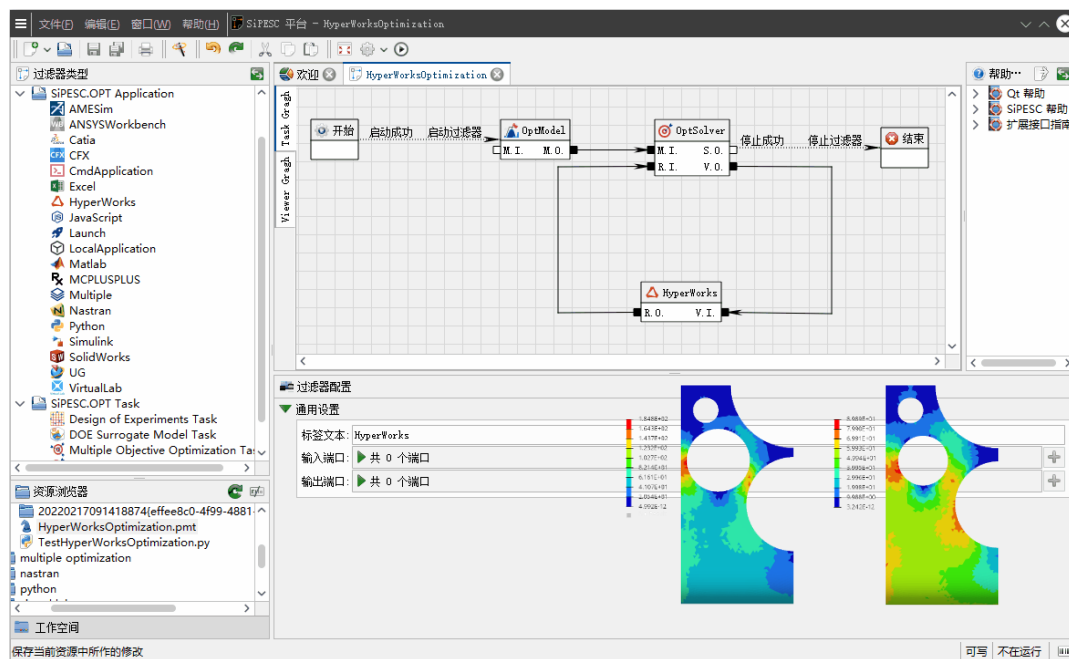 文件(F) 编辑(E) 窗口(W) 帮助(H) SiPESC 平台 - HyperWorksOptimization
过滤器类型
SiPESC.OPT Application
AMESim
ANSYSWorkbench
Catia
CFX
CmdApplication
Excel
HyperWorks
JavaScript
Launch
LocalApplication
Matlab
MCPLUSPLUS
Multiple
Nastran
Python
Simulink
SolidWorks
UG
VirtualLab
SiPESC.OPT Task
Design of Experiments Task
DOE Surrogate Model Task
Multiple Objective Optimization Tas
资源浏览器
20220217091418874{effee8c0-4f99-4881-
HyperWorksOptimization.pmt
TestHyperWorksOptimization.py
multiple optimization
nastran
python
工作空间
欢迎 HyperWorksOptimization
Task Gragh
Viewer Gragh
开始 启动成功 启动过滤器
OptModel
M.I. M.O.
OptSolver
M.I. S.O.
R.I. V.O.
停止成功 停止过滤器 结束
HyperWorks
R.O. V.I.
帮助…
Qt 帮助
SiPESC 帮助
扩展接口指南
过滤器配置
通用设置
标签文本: HyperWorks
输入端口: 共 0 个端口
输出端口: 共 0 个端口
保存当前资源中所作的修改 可写 不在运行